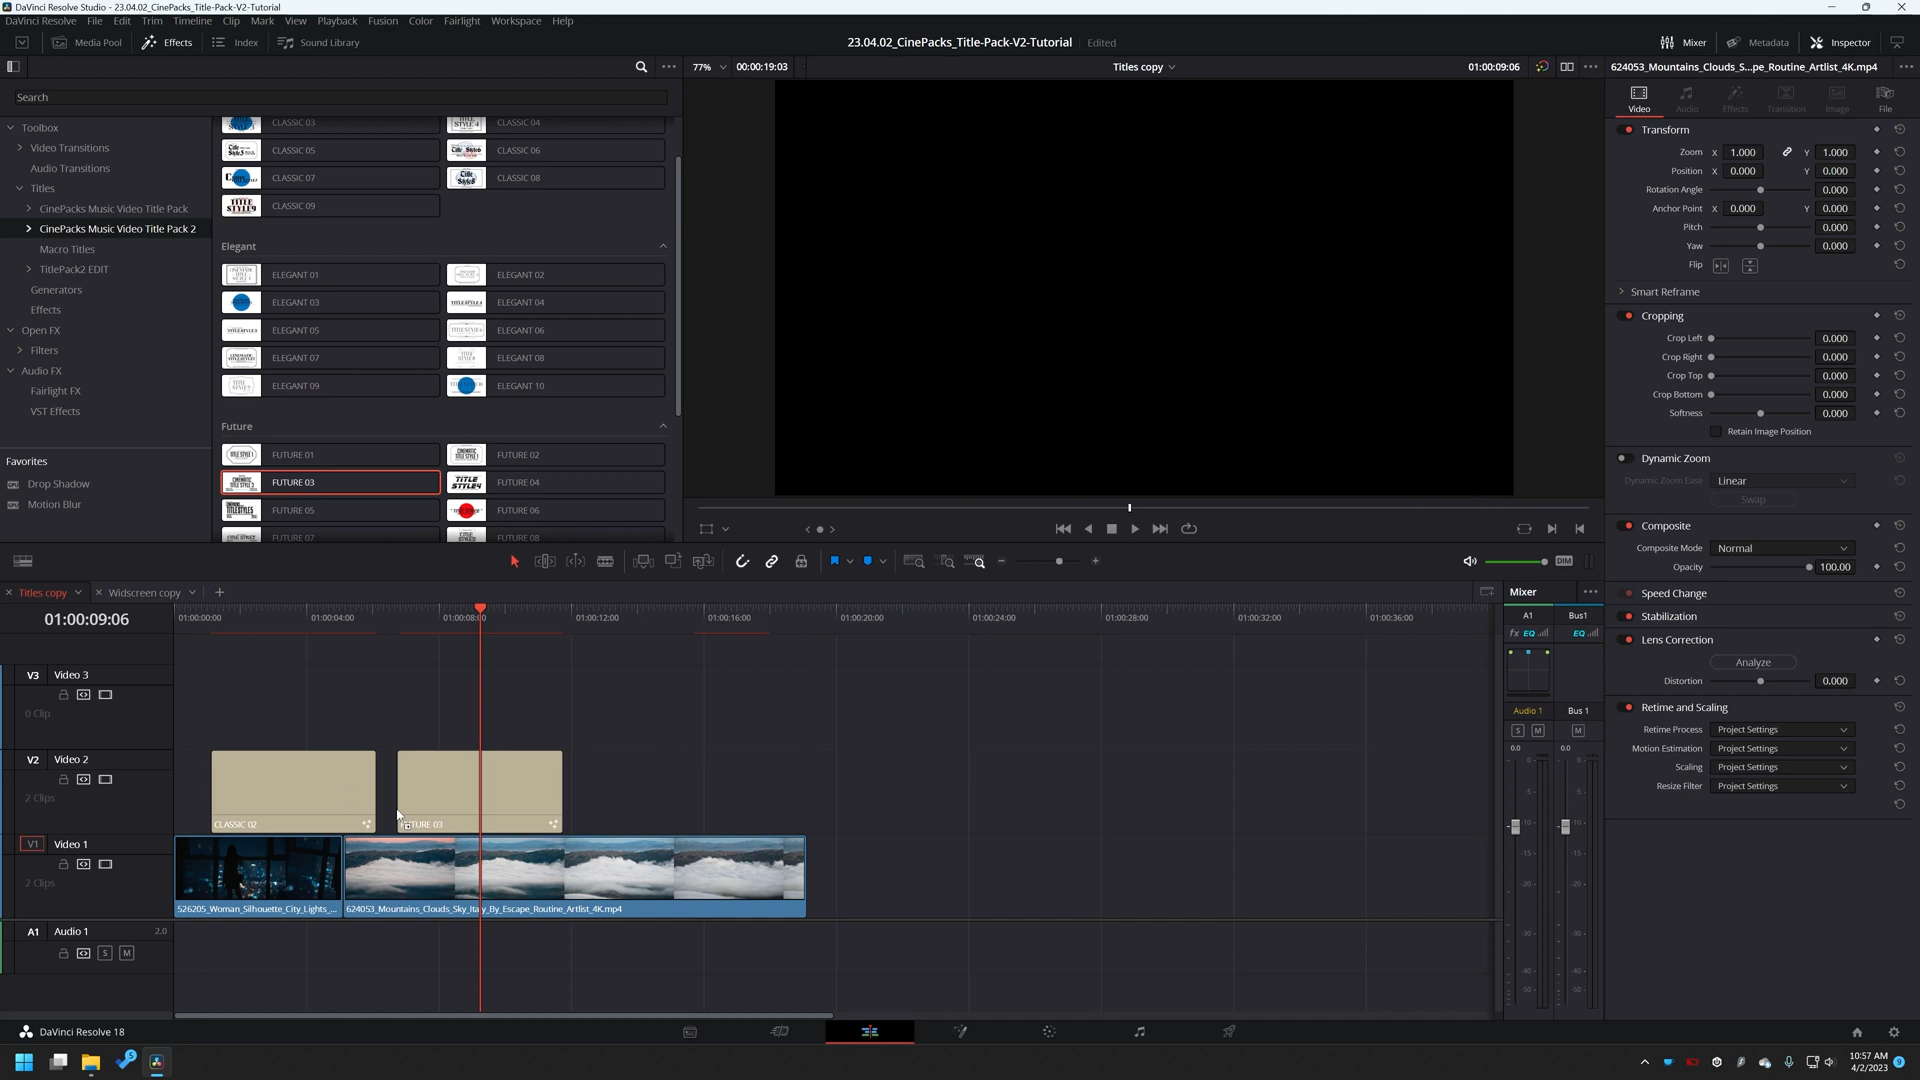 DaVinci Resolve Studio - 23.04.02_CinePacks_Title-Pack-V2-Tutorial
DaVinci Resolve File Edit Trim Timeline Clip Mark View Playback Fusion Color Fairlight Workspace Help
Media Pool Effects Index Sound Library 23.04.02_CinePacks_Title-Pack-V2-Tutorial Edited Mixer Metadata Inspector
77% 00:00:19:03 Titles copy 01:00:09:06 624053_Mountains_Clouds_S...pe_Routine_Artlist_4K.mp4
Search
Video Audio Effects Transition Image File
Toolbox
Video Transitions
Audio Transitions
Titles
CinePacks Music Video Title Pack
CinePacks Music Video Title Pack 2
Macro Titles
TitlePack2 EDIT
Generators
Effects
Open FX
Filters
Audio FX
Fairlight FX
VST Effects
Favorites
Drop Shadow
Motion Blur
CLASSIC 03 CLASSIC 04
CLASSIC 05 CLASSIC 06
CLASSIC 07 CLASSIC 08
CLASSIC 09
Elegant
ELEGANT 01 ELEGANT 02
ELEGANT 03 ELEGANT 04
ELEGANT 05 ELEGANT 06
ELEGANT 07 ELEGANT 08
ELEGANT 09 ELEGANT 10
Future
FUTURE 01 FUTURE 02
FUTURE 03 FUTURE 04
FUTURE 05 FUTURE 06
FUTURE 07 FUTURE 08
Transform
Zoom X 1.000 Y 1.000
Position X 0.000 Y 0.000
Rotation Angle 0.000
Anchor Point X 0.000 Y 0.000
Pitch 0.000
Yaw 0.000
Flip
Smart Reframe
Cropping
Crop Left 0.000
Crop Right 0.000
Crop Top 0.000
Crop Bottom 0.000
Softness 0.000
Retain Image Position
Dynamic Zoom
Dynamic Zoom Ease Linear
Swap
Composite
Composite Mode Normal
Opacity 100.00
Speed Change
Stabilization
Lens Correction
Analyze
Distortion 0.000
Retime and Scaling
Retime Process Project Settings
Motion Estimation Project Settings
Scaling Project Settings
Resize Filter Project Settings
DIM
Titles copy Widscreen copy
01:00:09:06
01:00:00:00 01:00:04:00 01:00:08:0 01:00:12:00 01:00:16:00 01:00:20:00 01:00:24:00 01:00:28:00 01:00:32:00 01:00:36:00
V3 Video 3
0 Clip
V2 Video 2
2 Clips
CLASSIC 02 TURE 03
V1 Video 1
2 Clips
526205_Woman_Silhouette_City_Lights_... 624053_Mountains_Clouds_Sky_Italy_By_Escape_Routine_Artlist_4K.mp4
A1 Audio 1 2.0
S M
Mixer
A1 Bus1
fx EQ EQ
Audio 1 Bus 1
S M M
0.0 0.0
DaVinci Resolve 18
5
10:57 AM
4/2/2023
9